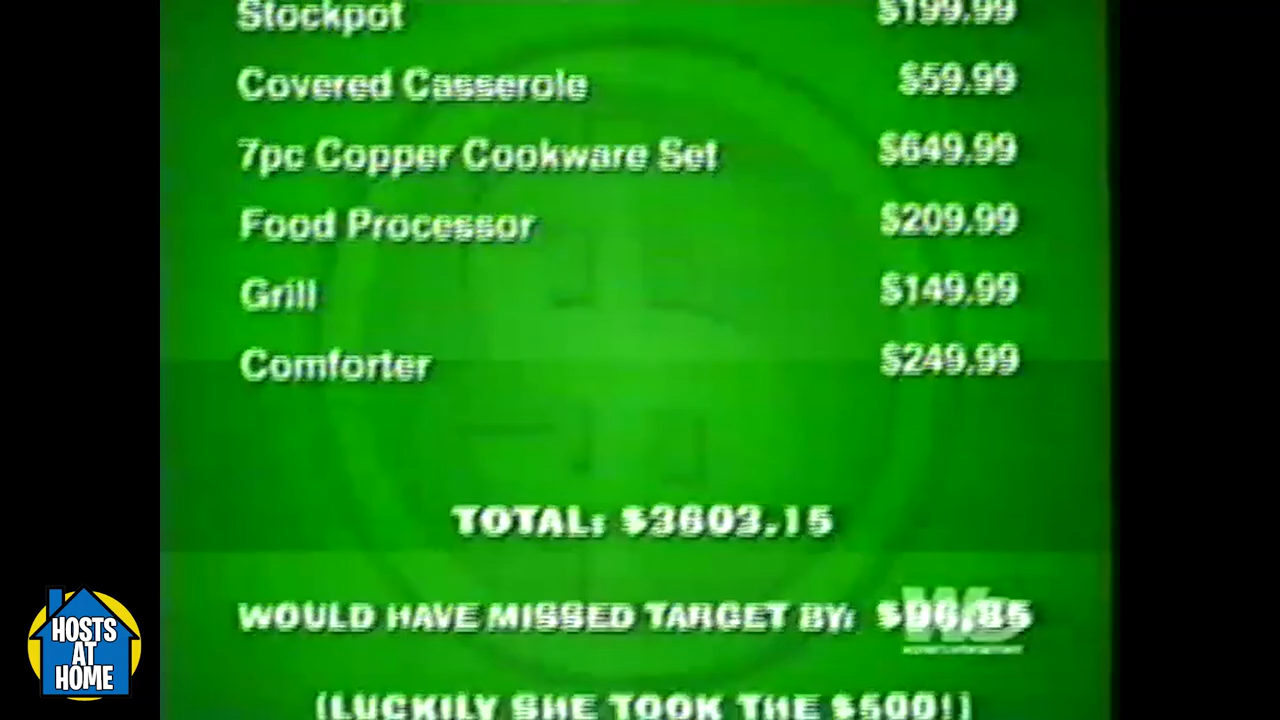 Stockpot $199.99
Covered Casserole $59.99
7pc Copper Cookware Set $649.99
Food Processor $209.99
Grill $149.99
Comforter $249.99
TOTAL: $3603.15
WOULD HAVE MISSED TARGET BY: $96.85
(LUCKILY SHE TOOK THE $500!)
HOSTS
AT
HOME